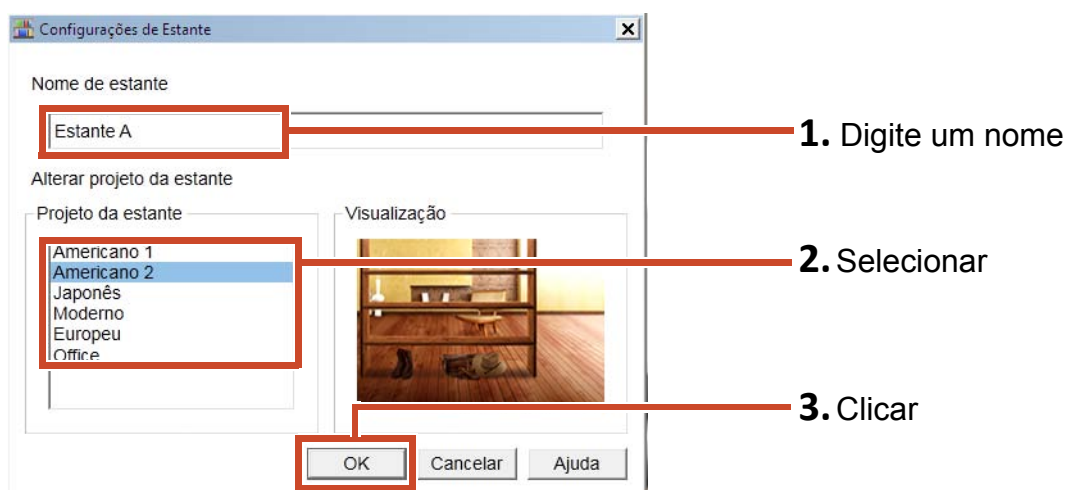 Configurações de Estante
Nome de estante
Estante A
1. Digite um nome
Alterar projeto da estante
Projeto da estante
Visualização
Americano 1
Americano 2
2. Selecionar
Japonês
Moderno
Europeu
Office
3. Clicar
OK
Cancelar
Ajuda